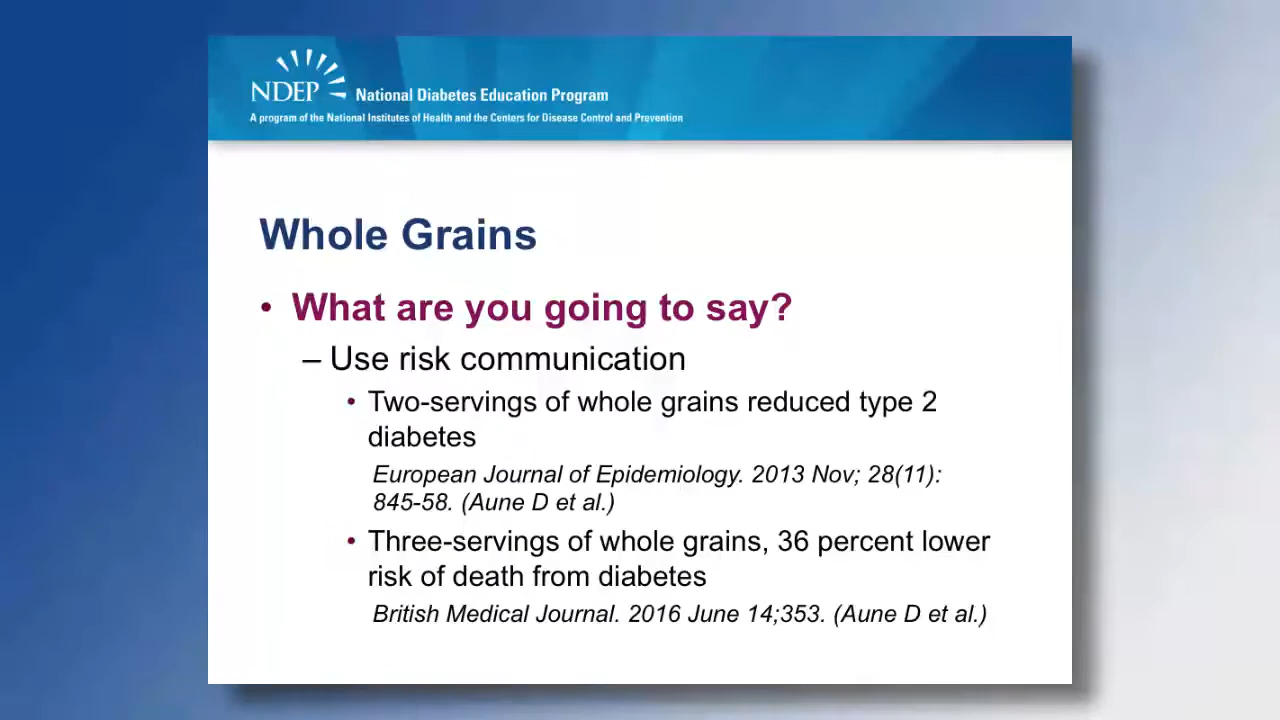 NDEP
National Diabetes Education Program
A program of the National Institutes of Health and the Centers for Disease Control and Prevention
Whole Grains
• What are you going to say?
– Use risk communication
• Two-servings of whole grains reduced type 2
diabetes
European Journal of Epidemiology. 2013 Nov; 28(11):
845-58. (Aune D et al.)
• Three-servings of whole grains, 36 percent lower
risk of death from diabetes
British Medical Journal. 2016 June 14;353. (Aune D et al.)